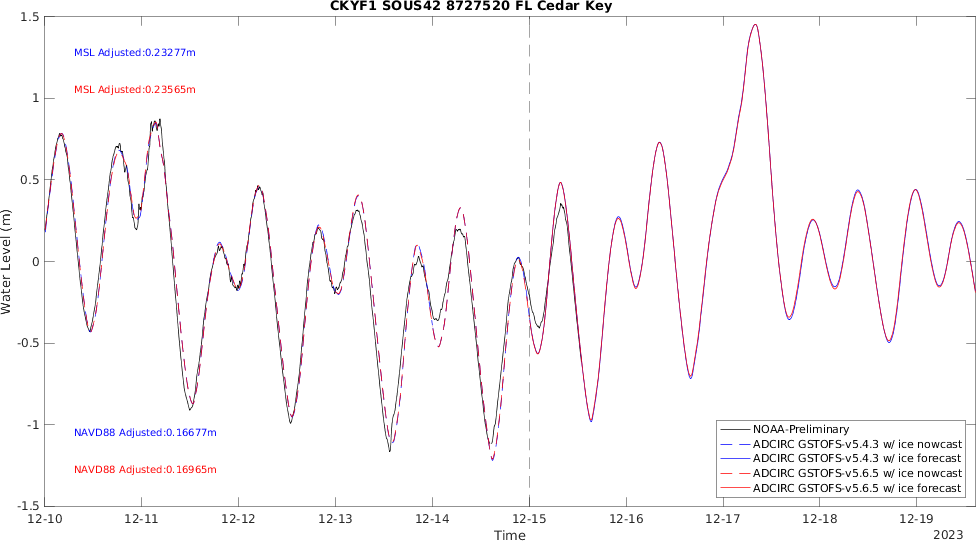 CKYF1 SOUS42 8727520 FL Cedar Key
1.5
1
0.5
0
-0.5
-1
-1.5
Water Level (m)
MSL Adjusted:0.23277m
MSL Adjusted:0.23565m
NAVD88 Adjusted:0.16677m
NAVD88 Adjusted:0.16965m
NOAA-Preliminary
ADCIRC GSTOFS-v5.4.3 w/ ice nowcast
ADCIRC GSTOFS-v5.4.3 w/ ice forecast
ADCIRC GSTOFS-v5.6.5 w/ ice nowcast
ADCIRC GSTOFS-v5.6.5 w/ ice forecast
12-10 12-11 12-12 12-13 12-14 12-15 12-16 12-17 12-18 12-19
Time
2023